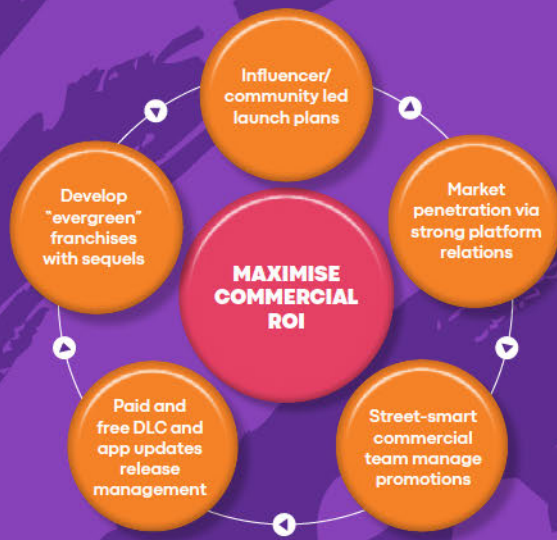 Influencer/
community led
launch plans
Market
penetration via
strong platform
relations
Street-smart
commercial
team manage
promotions
Paid and
free DLC and
app updates
release
management
Develop
"evergreen"
franchises
with sequels
MAXIMISE
COMMERCIAL
ROI